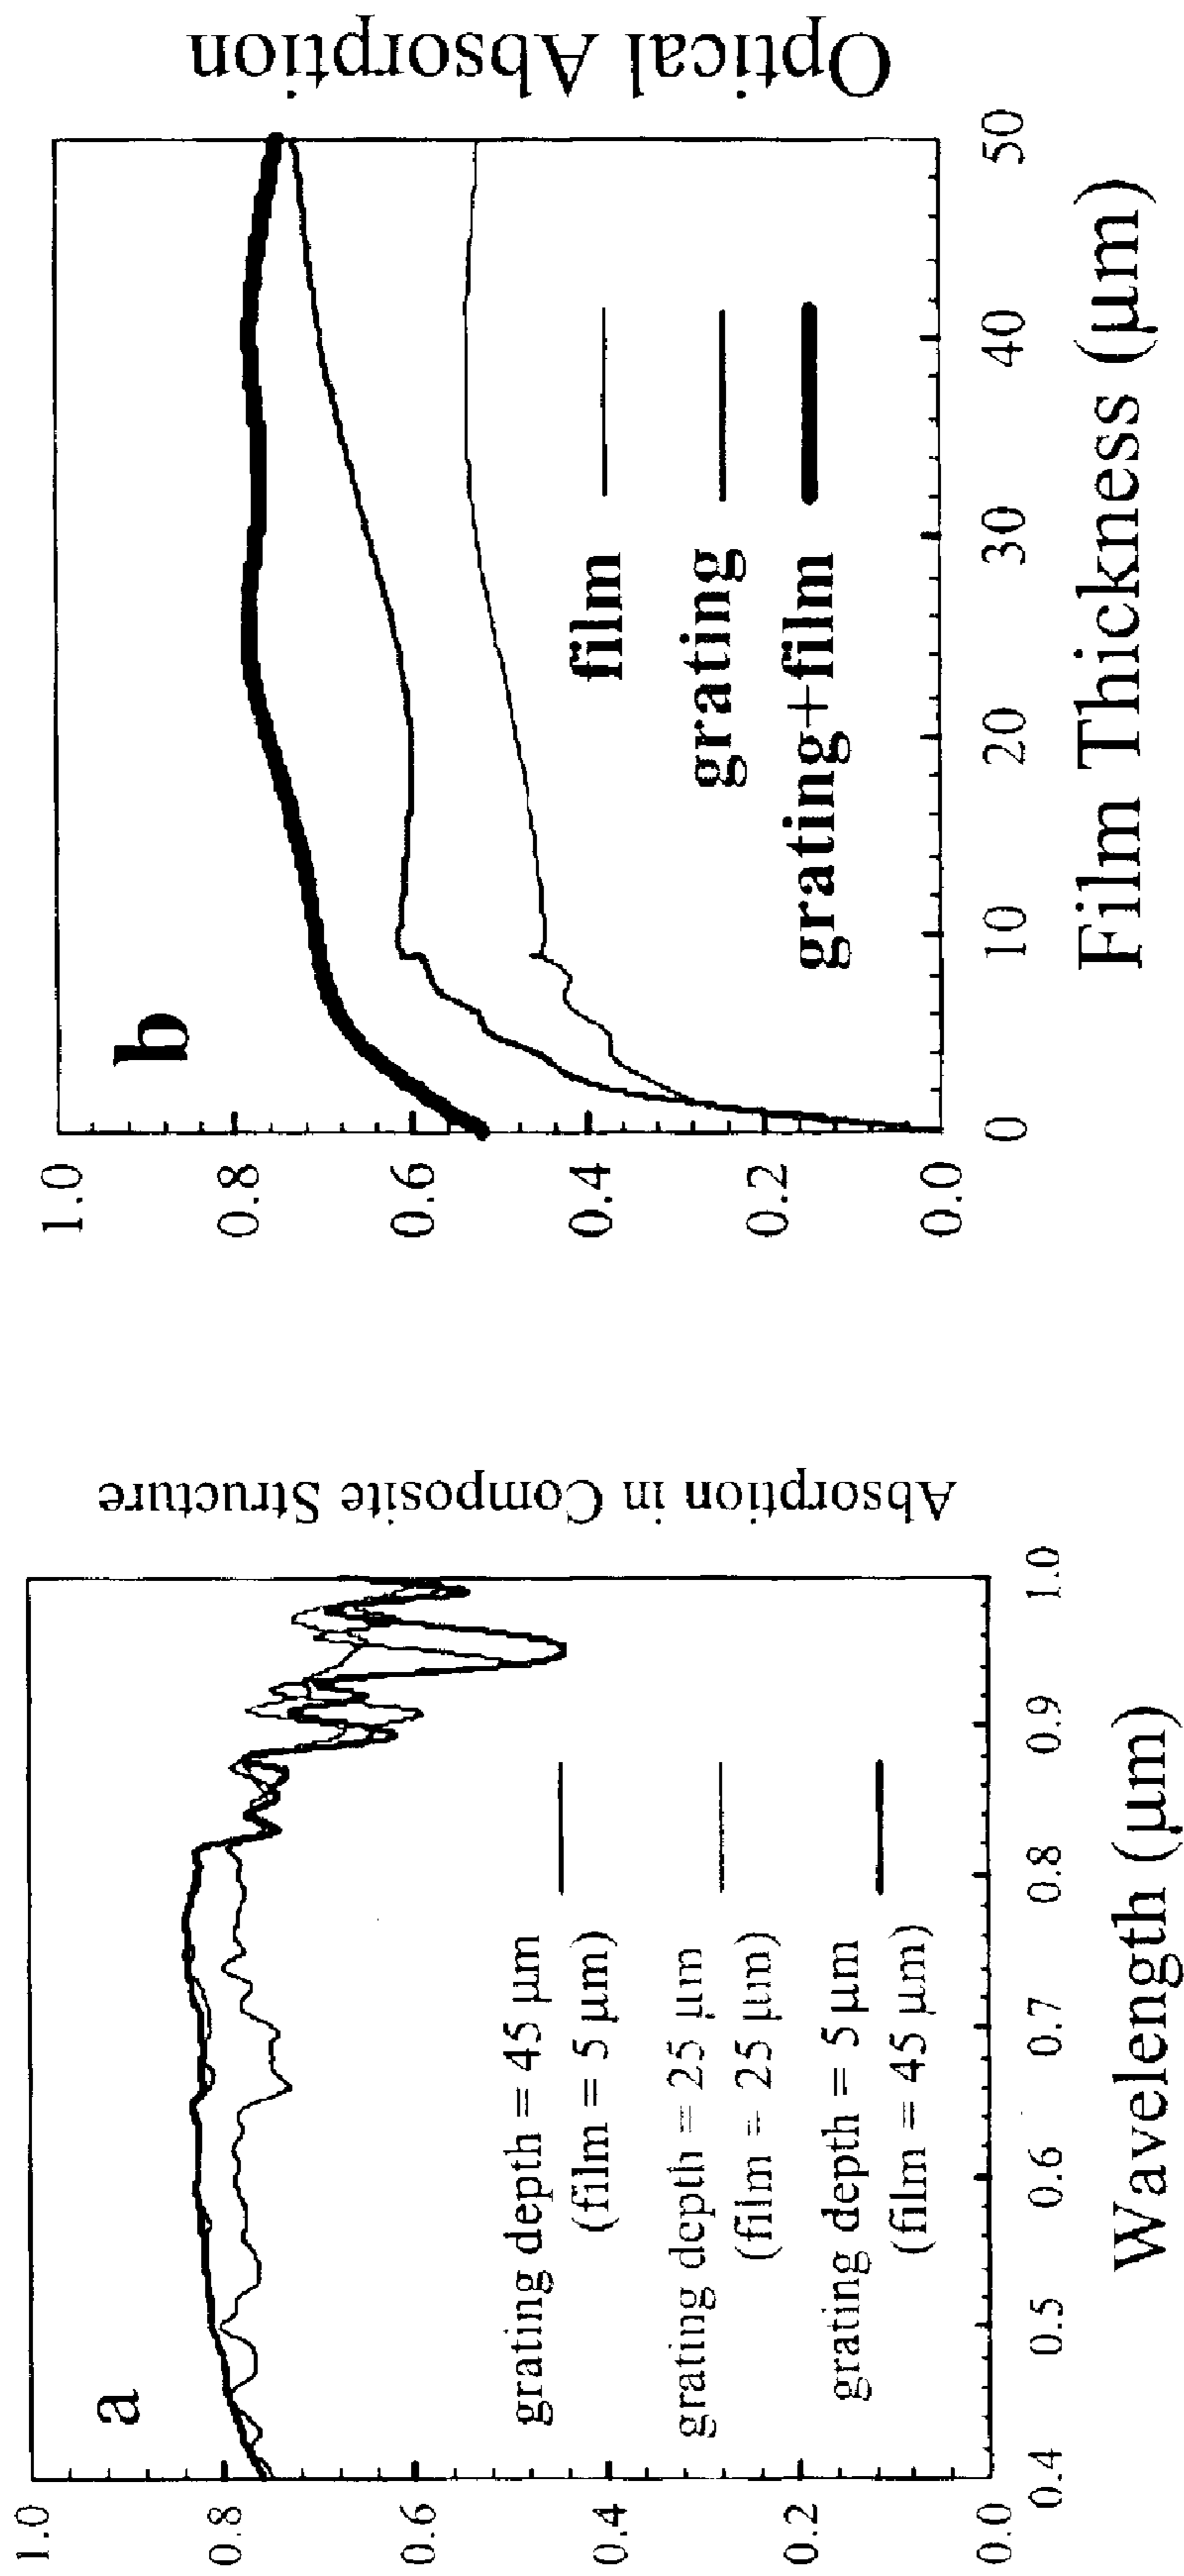 a
Absorption in Composite Structure
1.0
0.8
0.6
0.4
0.2
0.0
grating depth = 45 μm
(film = 5 μm)
grating depth = 25 μm
(film = 25 μm)
grating depth = 5 μm
(film = 45 μm)
0.4 0.5 0.6 0.7 0.8 0.9 1.0
Wavelength (μm)
b
Optical Absorption
1.0
0.8
0.6
0.4
0.2
0.0
film
grating
grating+film
0 10 20 30 40 50
Film Thickness (μm)